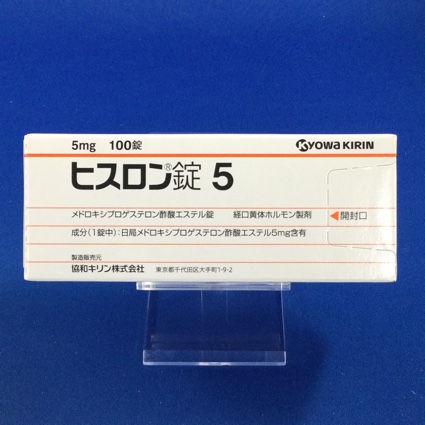 5mg 100錠
KYOWA KIRIN
ヒスロン®錠 5
メドロキシプロゲステロン酢酸エステル錠 経口黄体ホルモン製剤
開封口
成分(1錠中):日局メドロキシプロゲステロン酢酸エステル5mg含有
製造販売元
協和キリン株式会社 東京都千代田区大手町1-9-2